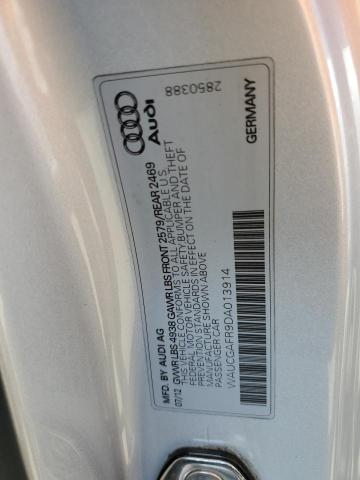 Audi
2850388
MFD. BY AUDI AG
GERMANY
07/12 GVWR LBS 4938 GAWR LBS FRONT 2579/REAR 2469
THIS VEHICLE CONFORMS TO ALL APPLICABLE U.S.
FEDERAL MOTOR VEHICLE SAFETY BUMPER AND THEFT
PREVENTION STANDARDS IN EFFECT ON THE DATE OF
MANUFACTURE SHOWN ABOVE
PASSENGER CAR
WAUCGAFR9DA013914